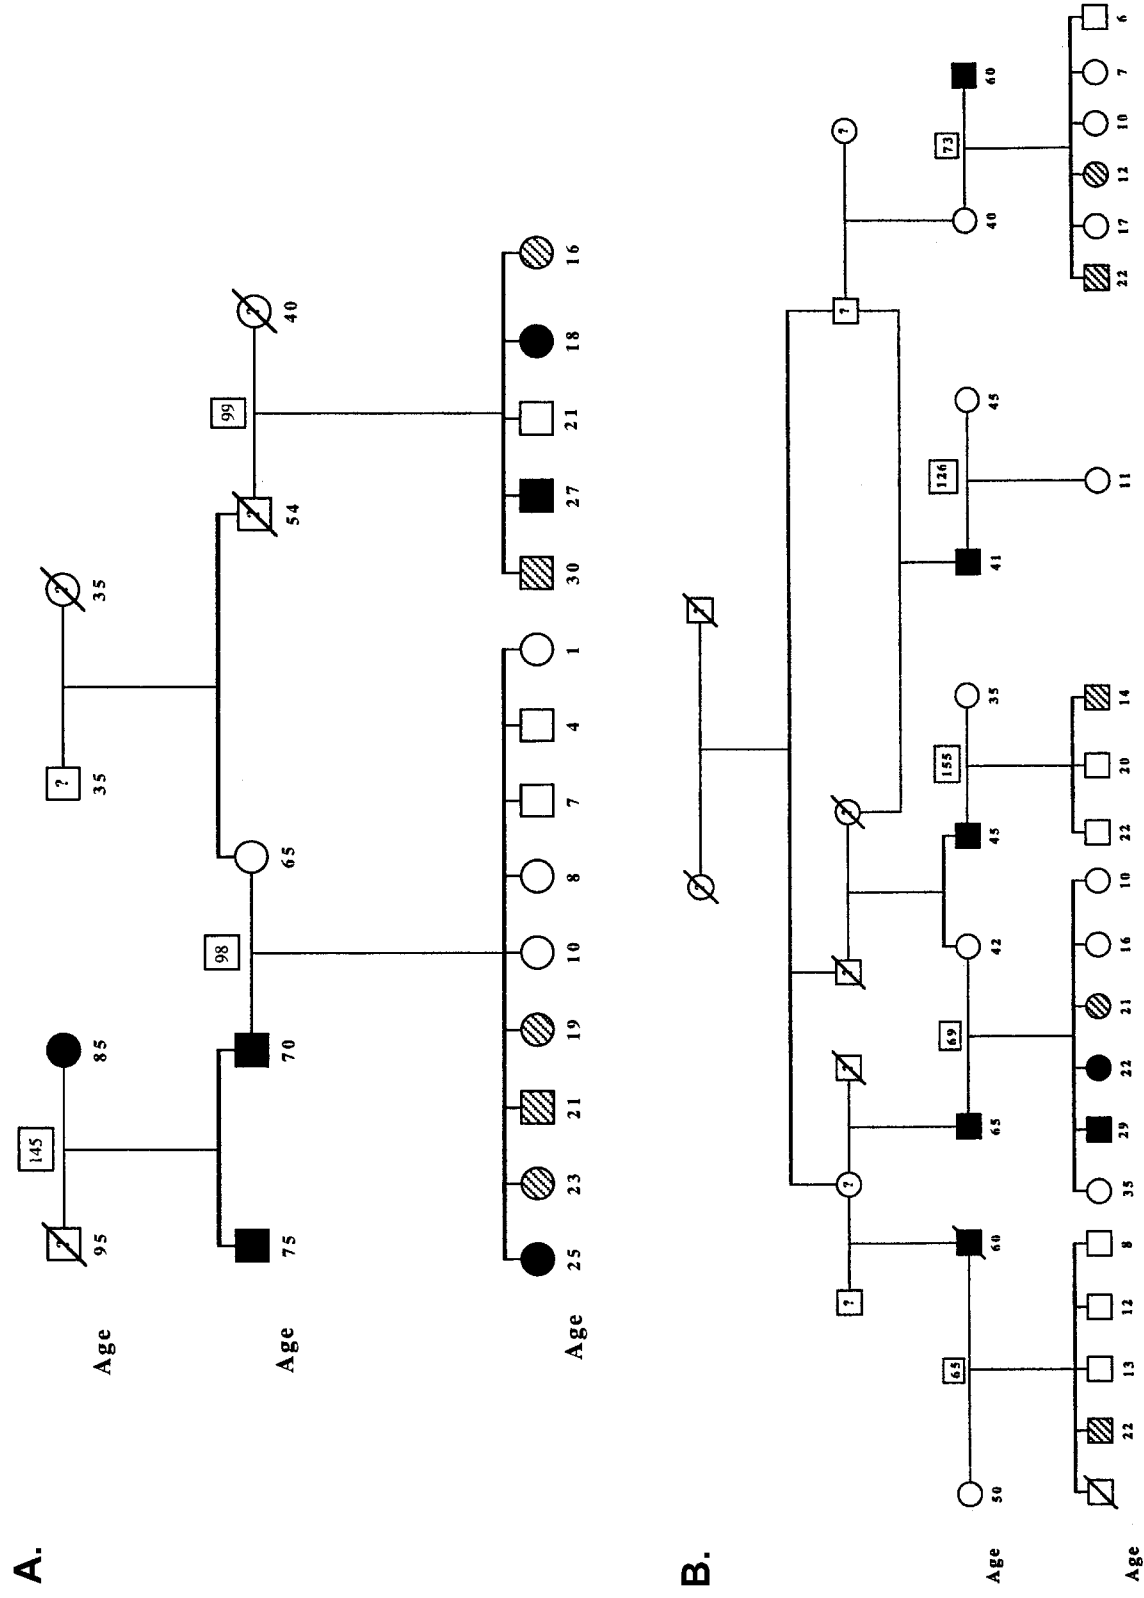 A.
145
? ? ? ?
Age 95 85 35 35
98 99
? ?
Age 75 70 65 54 40
Age 25 23 21 19 10 8 7 4 1 30 27 21 18 16
B.
? ?
? ? ? ? ? ? ?
65 69 155 126 73
Age 50 60 65 42 45 35 41 45 40 60
Age 22 13 12 8 35 29 22 21 16 10 22 20 14 11 22 17 12 10 7 6